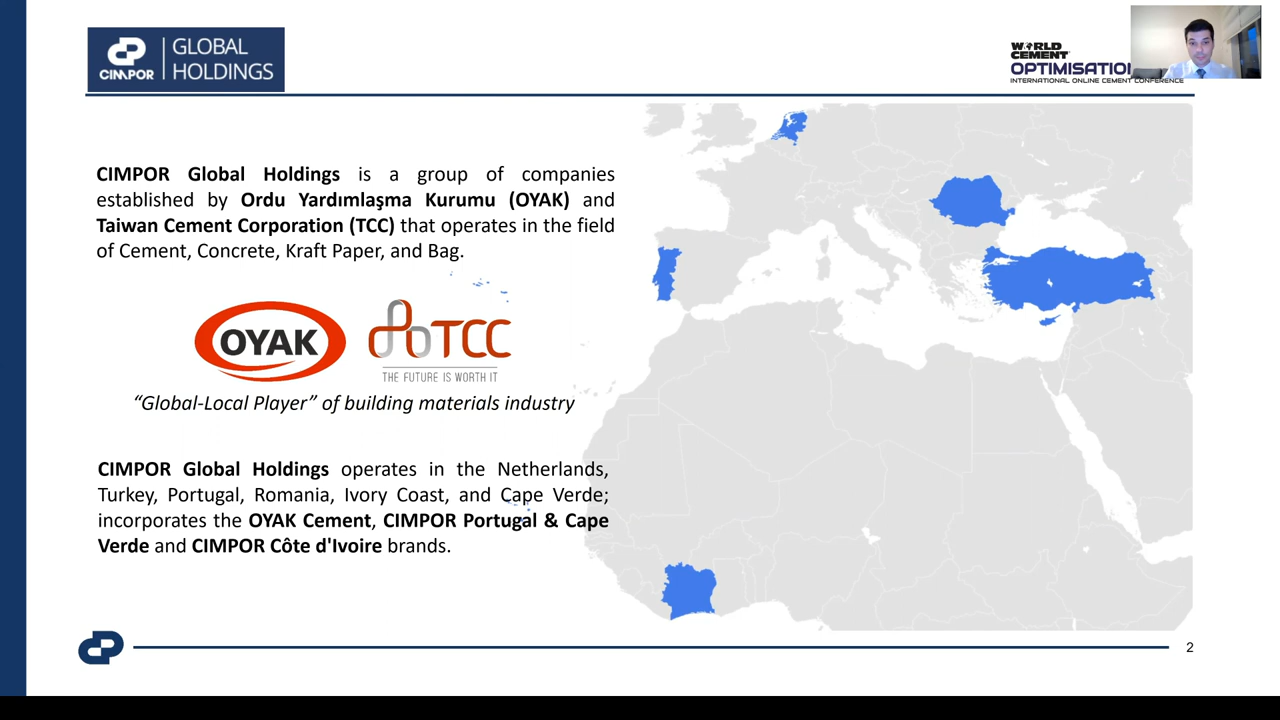 CIMPOR
GLOBAL
HOLDINGS
WORLD
CEMENT
OPTIMISATIO
INTERNATIONAL ONLINE CEMENT CONFERENCE
CIMPOR Global Holdings is a group of companies
established by Ordu Yardımlaşma Kurumu (OYAK) and
Taiwan Cement Corporation (TCC) that operates in the field
of Cement, Concrete, Kraft Paper, and Bag.
OYAK
TCC
THE FUTURE IS WORTH IT
“Global-Local Player” of building materials industry
CIMPOR Global Holdings operates in the Netherlands,
Turkey, Portugal, Romania, Ivory Coast, and Cape Verde;
incorporates the OYAK Cement, CIMPOR Portugal & Cape
Verde and CIMPOR Côte d'Ivoire brands.
2